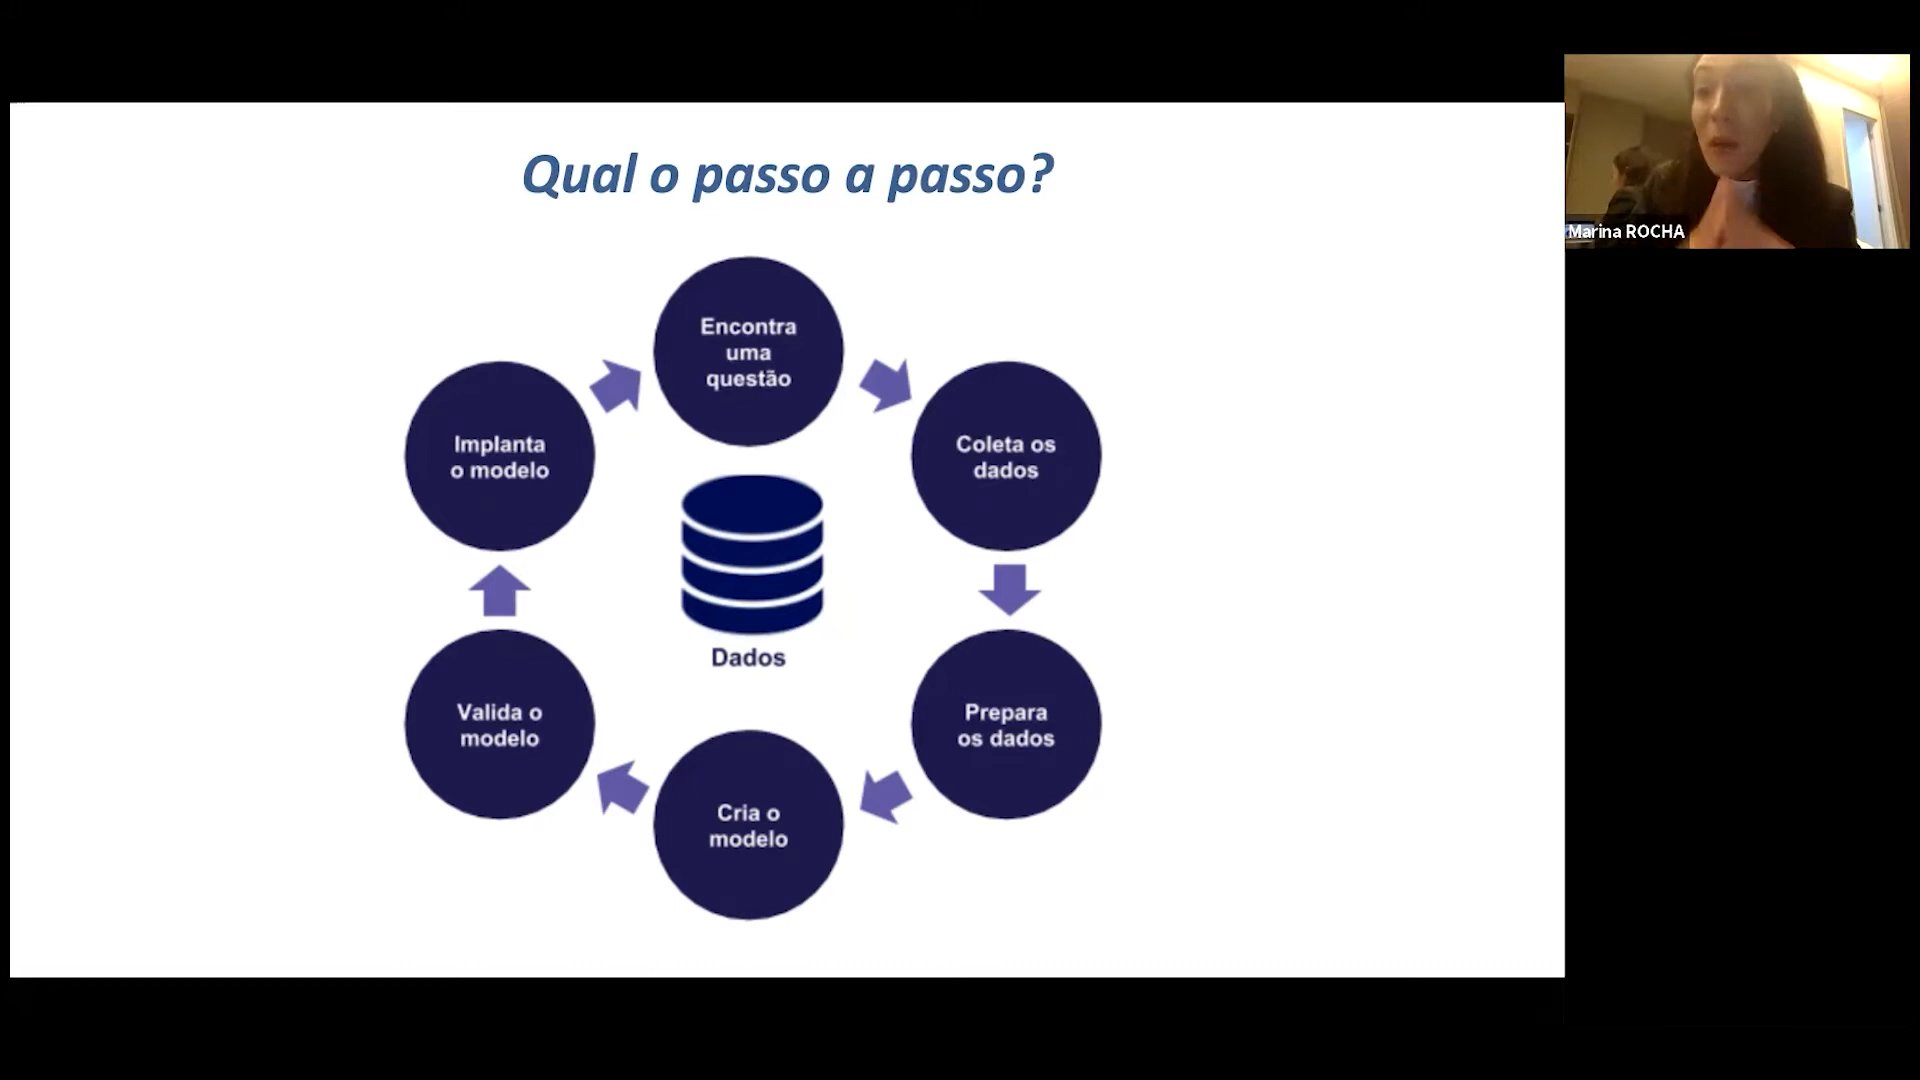 Qual o passo a passo?
Marina ROCHA
Encontra
uma
questão
Coleta os
dados
Prepara
os dados
Cria o
modelo
Valida o
modelo
Implanta
o modelo
Dados